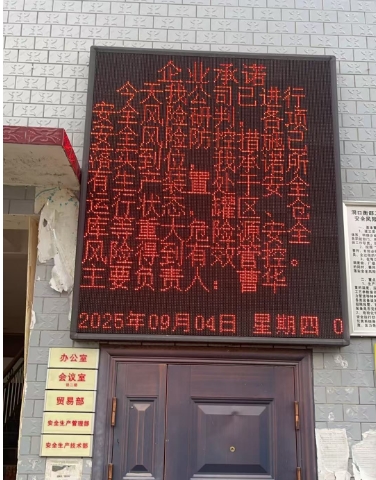 企业承诺
今天我公司已进行
安全风险研判,各项
安全风险防控措施已
落实到位,我承诺所
有生产装置处于安全
运行状态,罐区、仓
库等重大险源安全
风险得到有效管控。
主要负责人:曹华
2025年09月04日 星期四 0
办公室
会议室
贸易部
安全生产管理部
安全生产技术部